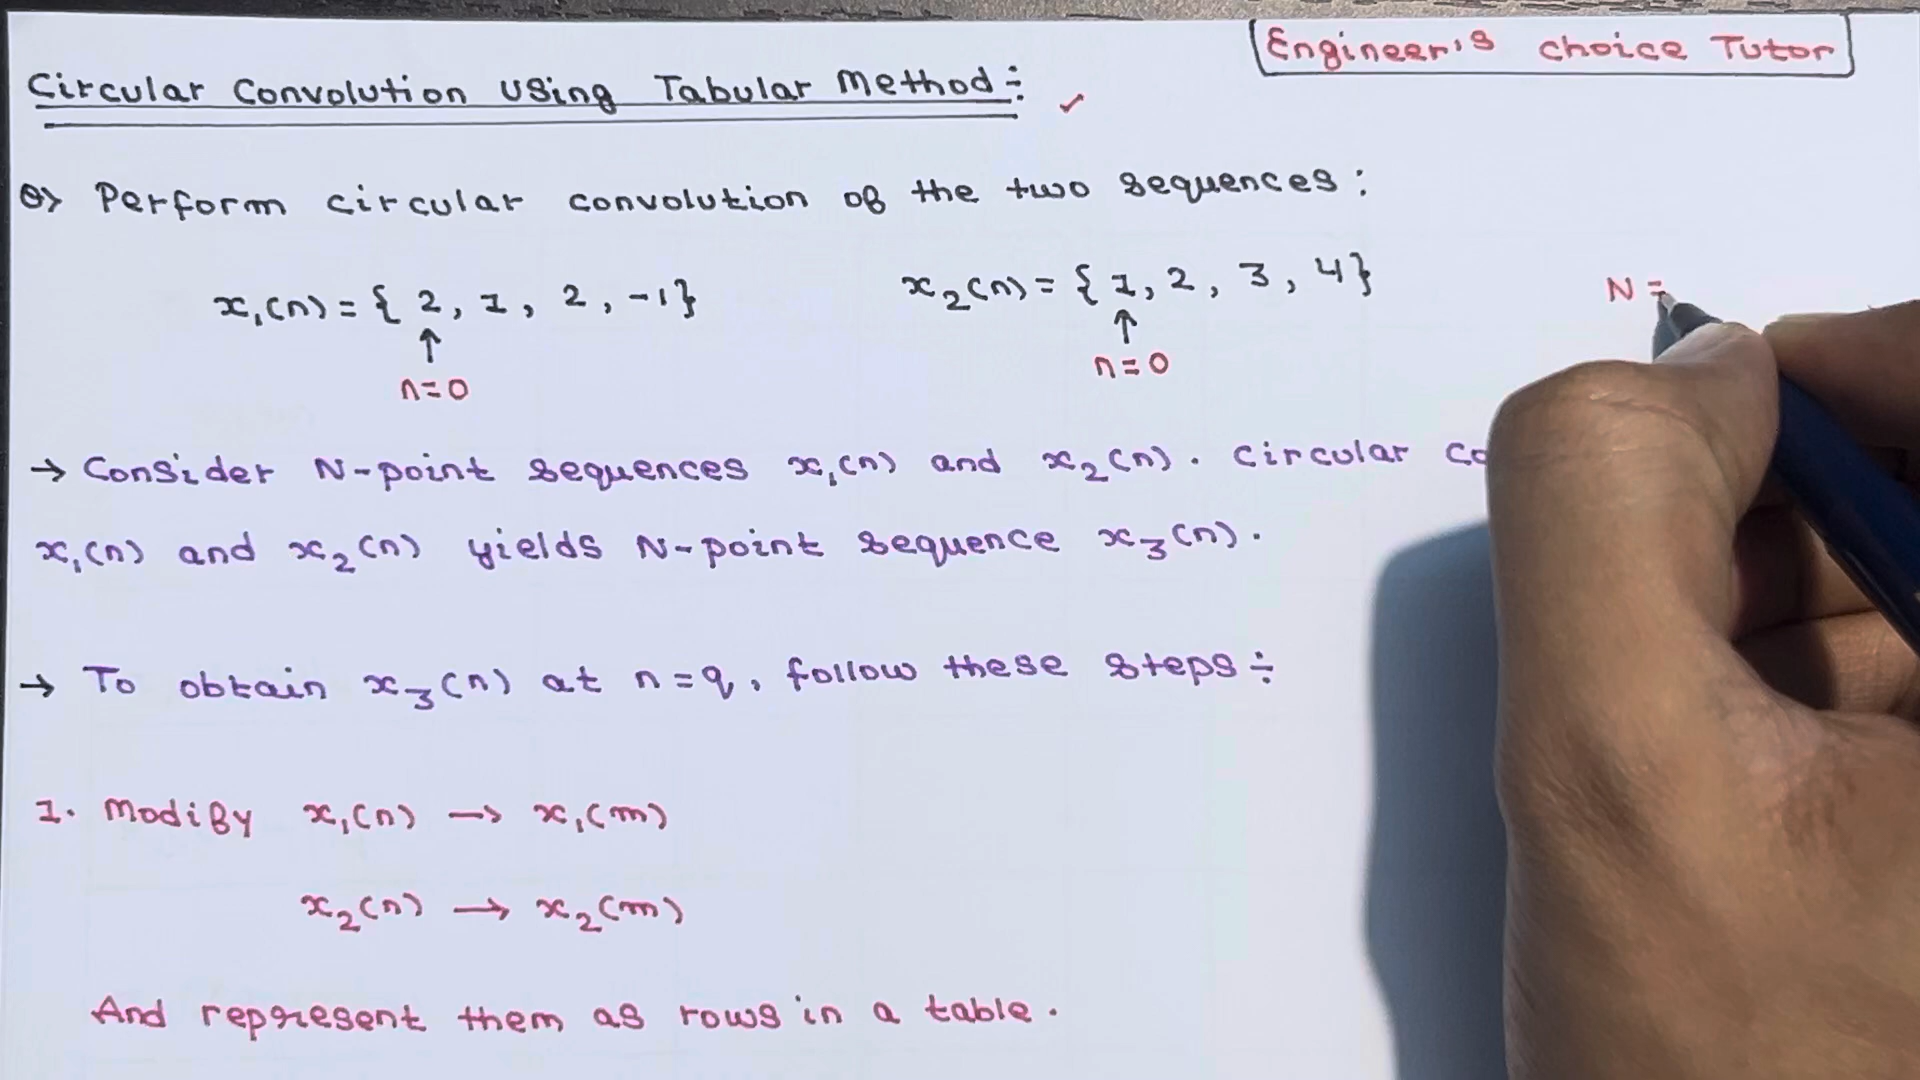 Engineer's choice Tutor
Circular Convolution Using Tabular Method:
Q> Perform circular convolution of the two sequences:
x₁(n) = { 2, 1, 2, -1}
x₂(n) = { 1, 2, 3, 4}
N =
↑
↑
n=0
n=0
→ Consider N-point sequences x₁(n) and x₂(n). Circular
x₁(n) and x₂(n) yields N-point sequence x₃(n).
→ To obtain x₃(n) at n=q, follow these steps:
1. Modify x₁(n) → x₁(m)
x₂(n) → x₂(m)
And represent them as rows in a table.